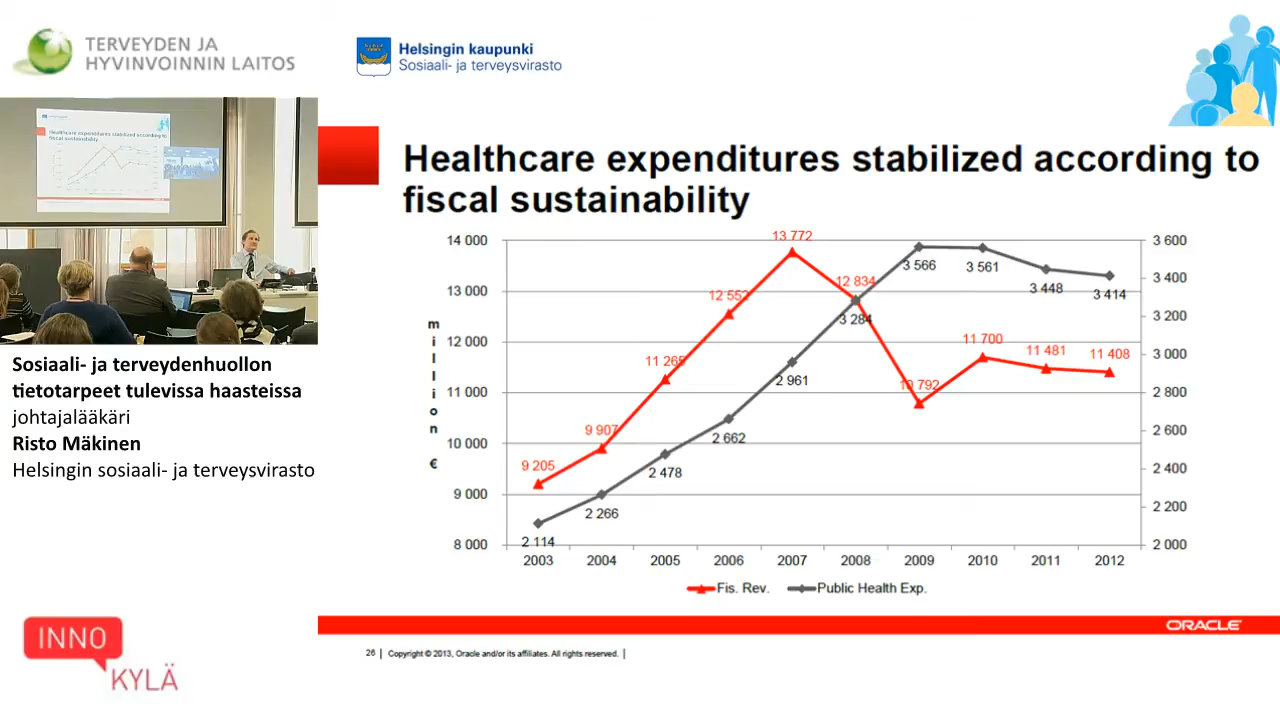 TERVEYDEN JA
HYVINVOINNIN LAITOS
Helsingin kaupunki
Sosiaali- ja terveysvirasto
Healthcare expenditures stabilized according to
fiscal sustainability
Healthcare expenditures stabilized according to
fiscal sustainability
14 000
13 000
12 000
11 000
10 000
9 000
8 000
million €
3 600
3 400
3 200
3 000
2 800
2 600
2 400
2 200
2 000
9 205
9 907
11 265
12 552
13 772
12 834
10 792
11 700
11 481
11 408
2 114
2 266
2 478
2 662
2 961
3 284
3 566
3 561
3 448
3 414
2003 2004 2005 2006 2007 2008 2009 2010 2011 2012
Fis. Rev. Public Health Exp.
Sosiaali- ja terveydenhuollon
tietotarpeet tulevissa haasteissa
johtajalääkäri
Risto Mäkinen
Helsingin sosiaali- ja terveysvirasto
INNO
KYLÄ
ORACLE
26 | Copyright © 2013, Oracle and/or its affiliates. All rights reserved. |